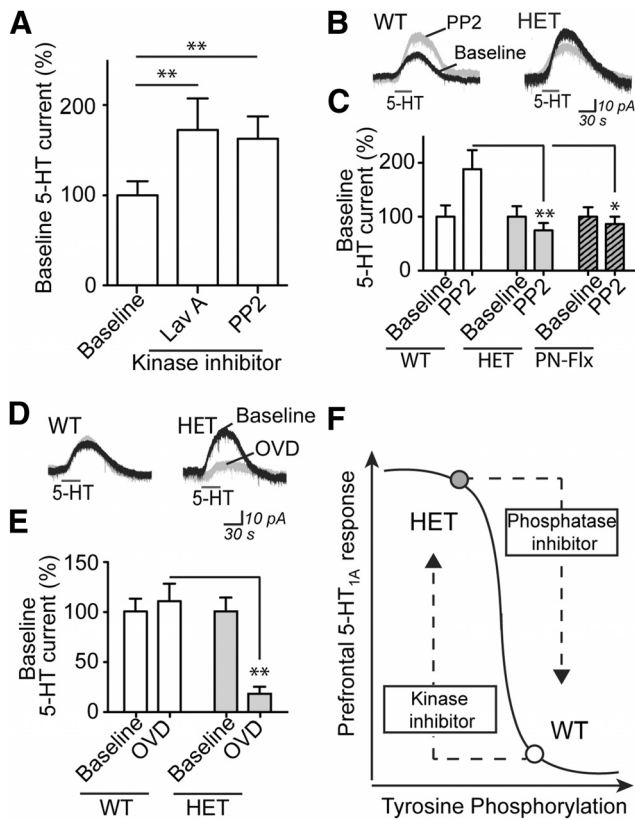 A
Baseline 5-HT current (%)
200
100
0
**
**
Baseline
Lav A
PP2
Kinase inhibitor
B
WT
PP2
Baseline
5-HT
HET
5-HT
10 pA
30 s
C
Baseline
5-HT current (%)
200
100
0
**
*
Baseline
PP2
Baseline
PP2
Baseline
PP2
WT
HET
PN-Flx
D
WT
5-HT
HET
Baseline
OVD
5-HT
10 pA
30 s
E
Baseline
5-HT current (%)
150
100
50
0
**
Baseline
OVD
Baseline
OVD
WT
HET
F
Prefrontal 5-HT1A response
HET
Phosphatase
inhibitor
Kinase
inhibitor
WT
Tyrosine Phosphorylation